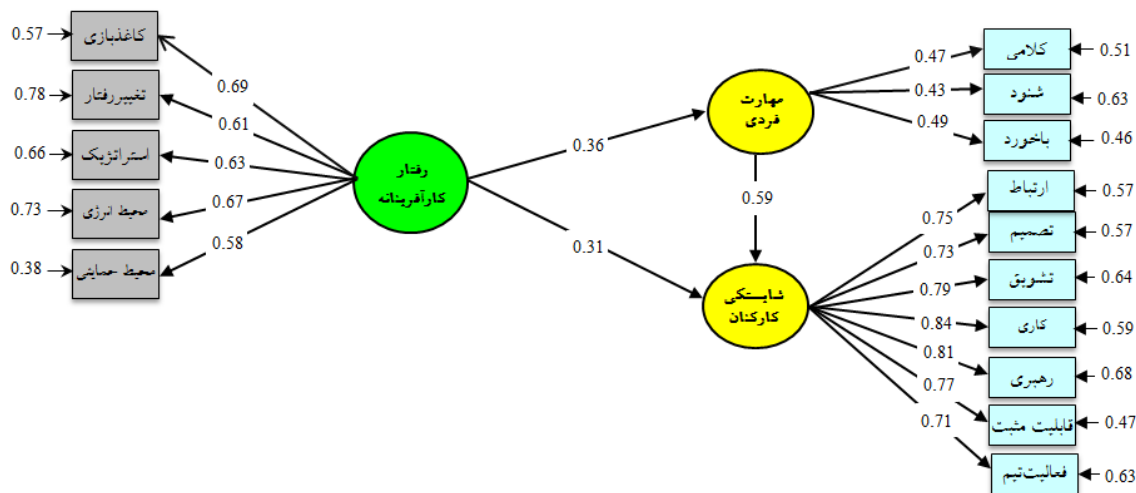 0.57
کاغذبازی
0.78
تغییررفتار
0.66
استراتژیک
0.73
محیط انرژی
0.38
محیط حمایتی
0.69
0.61
0.63
0.67
0.58
رفتار
کارآفرینانه
0.36
0.31
مهارت
فردی
0.59
شایستگی
کارکنان
0.47
0.43
0.49
کلامی
0.51
شنود
0.63
باخورد
0.46
0.75
0.73
0.79
0.84
0.81
0.77
0.71
ارتباط
0.57
تصمیم
0.57
تشویق
0.64
کاری
0.59
رهبری
0.68
قابلیت مثبت
0.47
فعالیت‌تیم
0.63